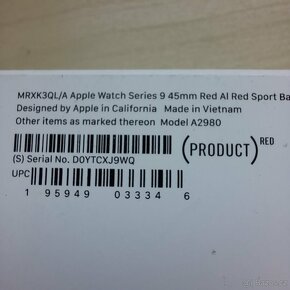 MRXK3QL/A Apple Watch Series 9 45mm Red Al Red Sport Ba
Designed by Apple in California Made in Vietnam
Other items as marked thereon Model A2980
(PRODUCT)RED
(S) Serial No. D0YTCXJ9WQ
UPC
1 95949 03334 6